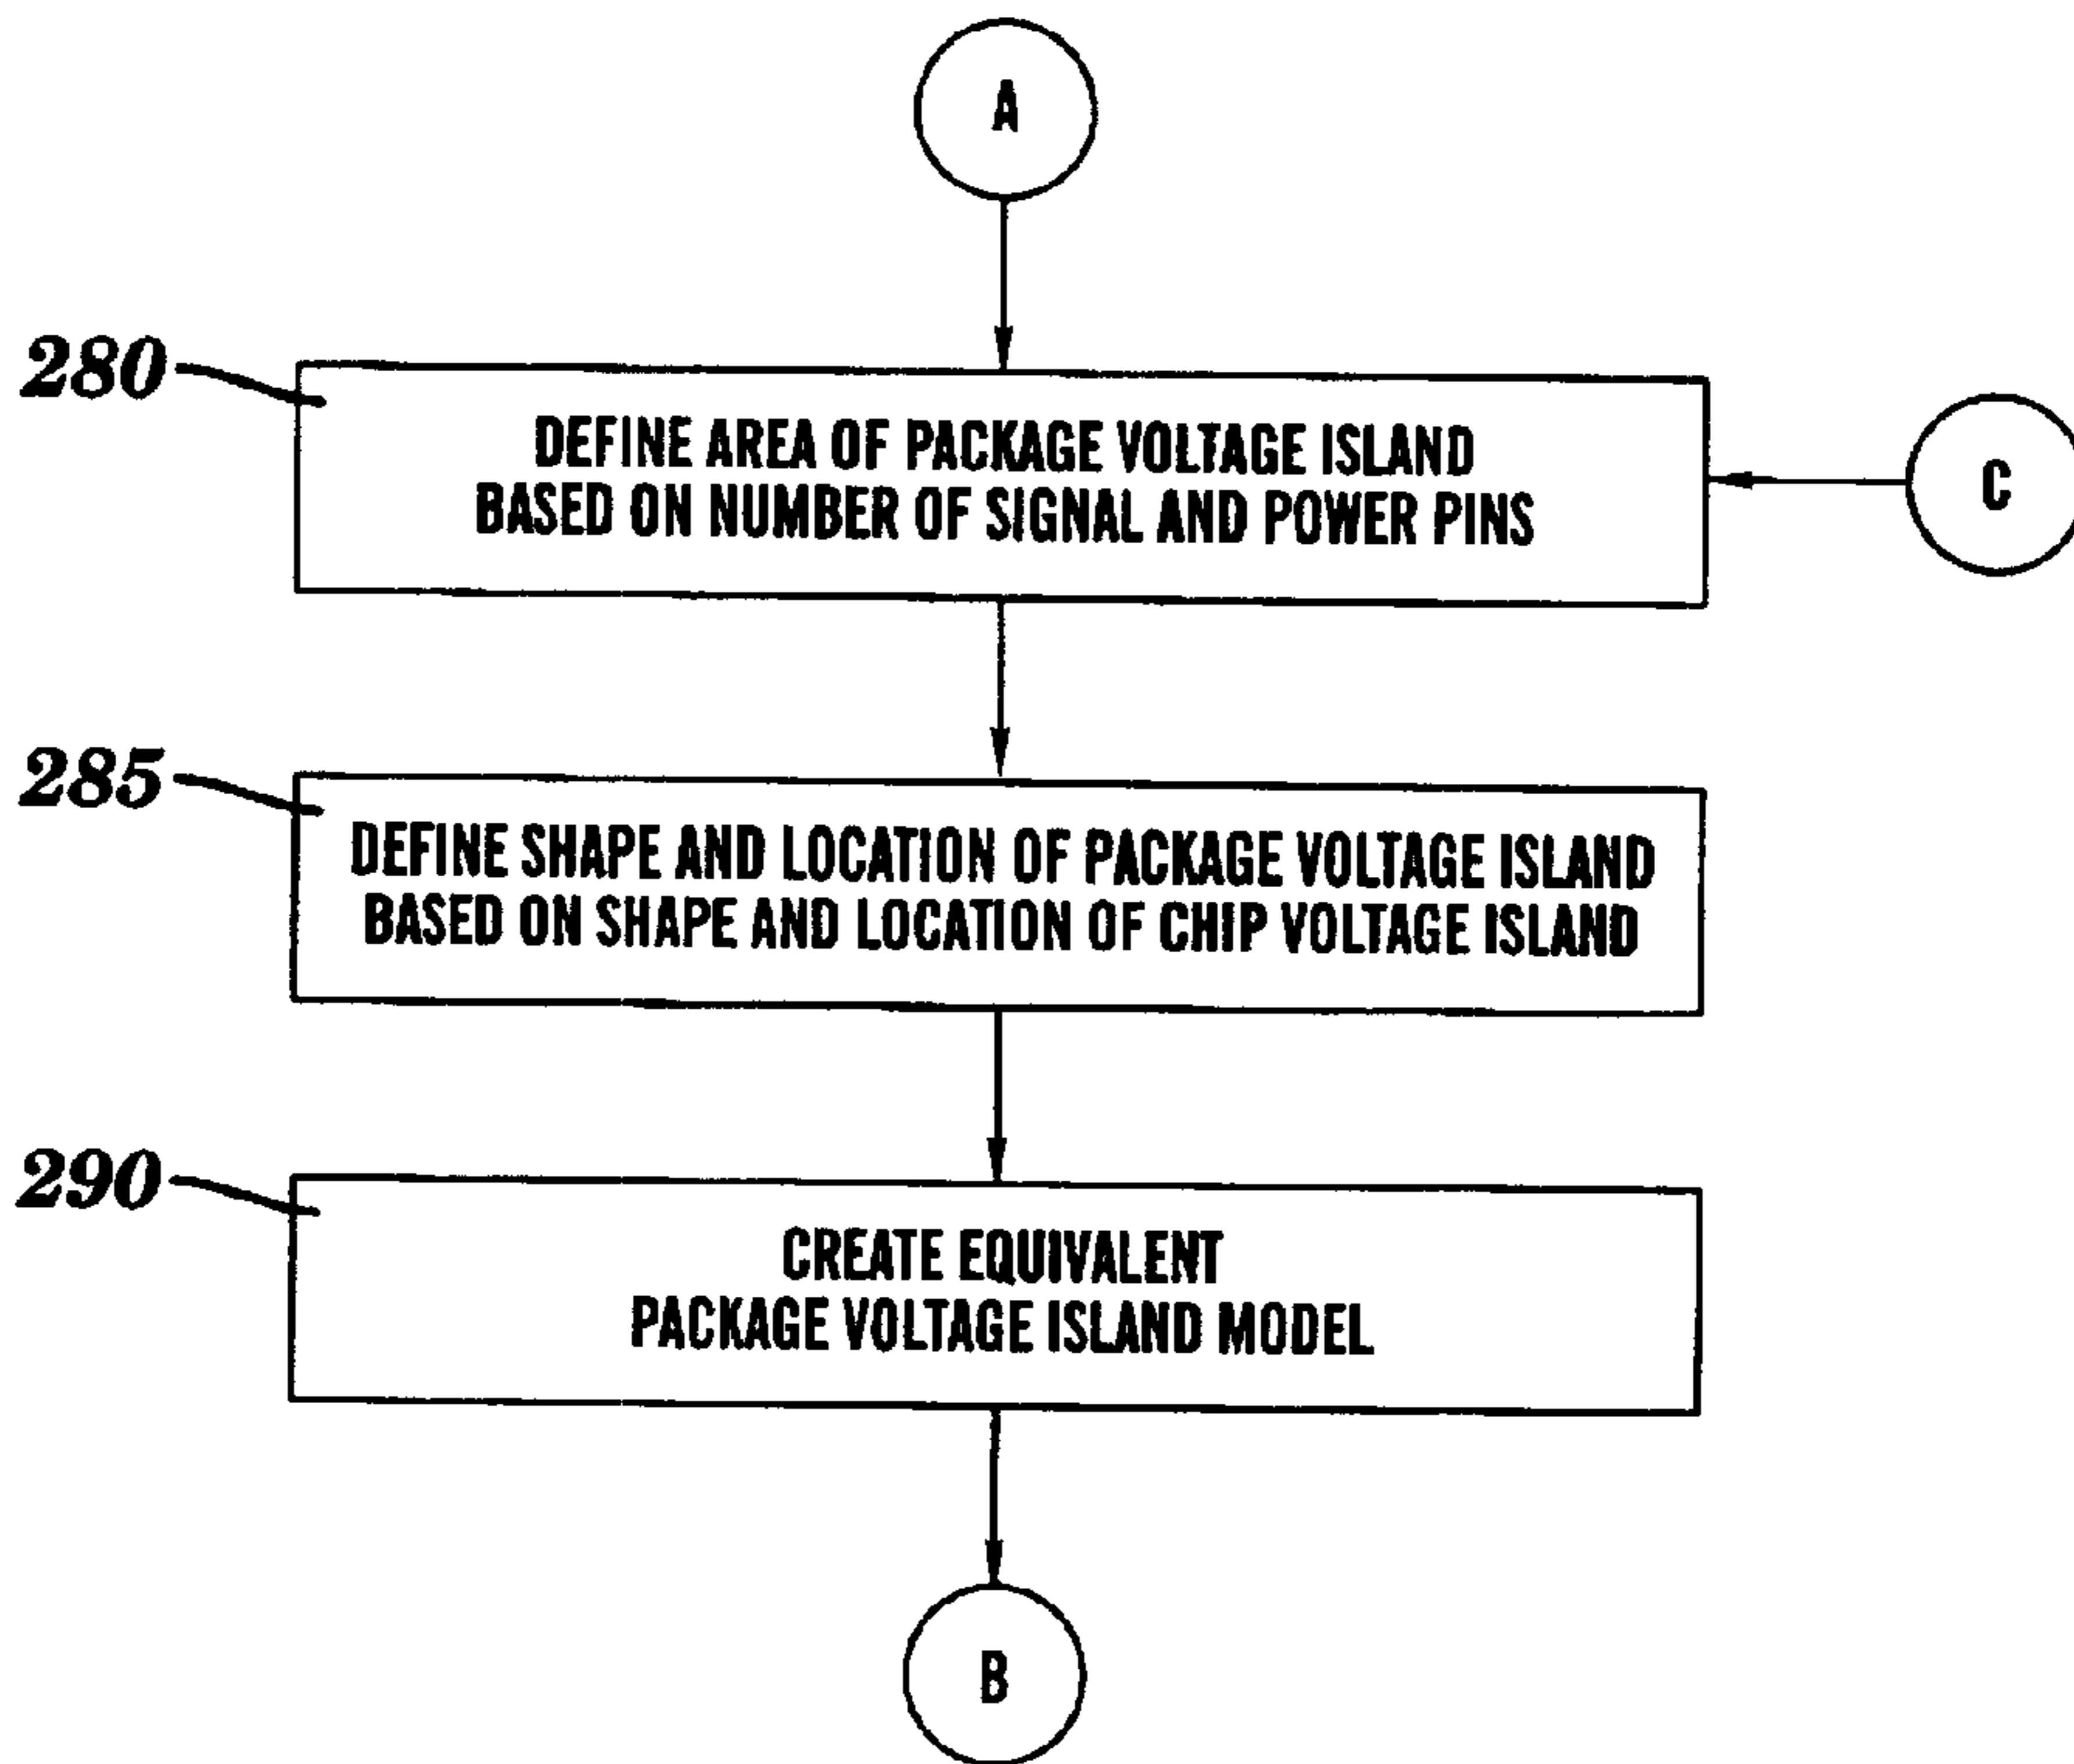 A
280
DEFINE AREA OF PACKAGE VOLTAGE ISLAND
BASED ON NUMBER OF SIGNAL AND POWER PINS
C
285
DEFINE SHAPE AND LOCATION OF PACKAGE VOLTAGE ISLAND
BASED ON SHAPE AND LOCATION OF CHIP VOLTAGE ISLAND
290
CREATE EQUIVALENT
PACKAGE VOLTAGE ISLAND MODEL
B